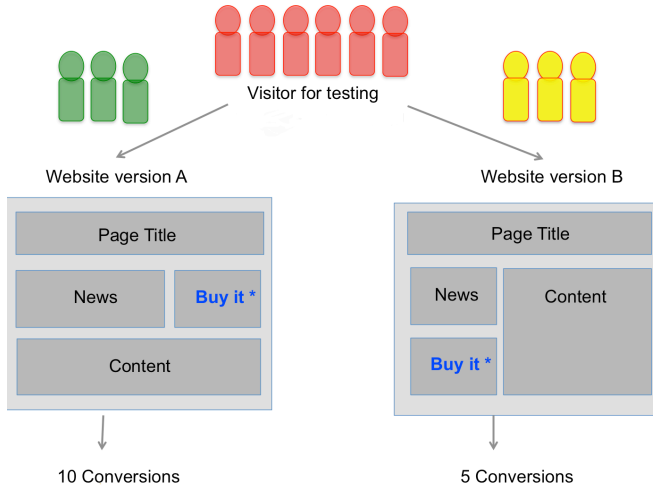 Visitor for testing
Website version A
Website version B
Page Title
News
Buy it *
Content
Page Title
News
Content
Buy it *
10 Conversions
5 Conversions